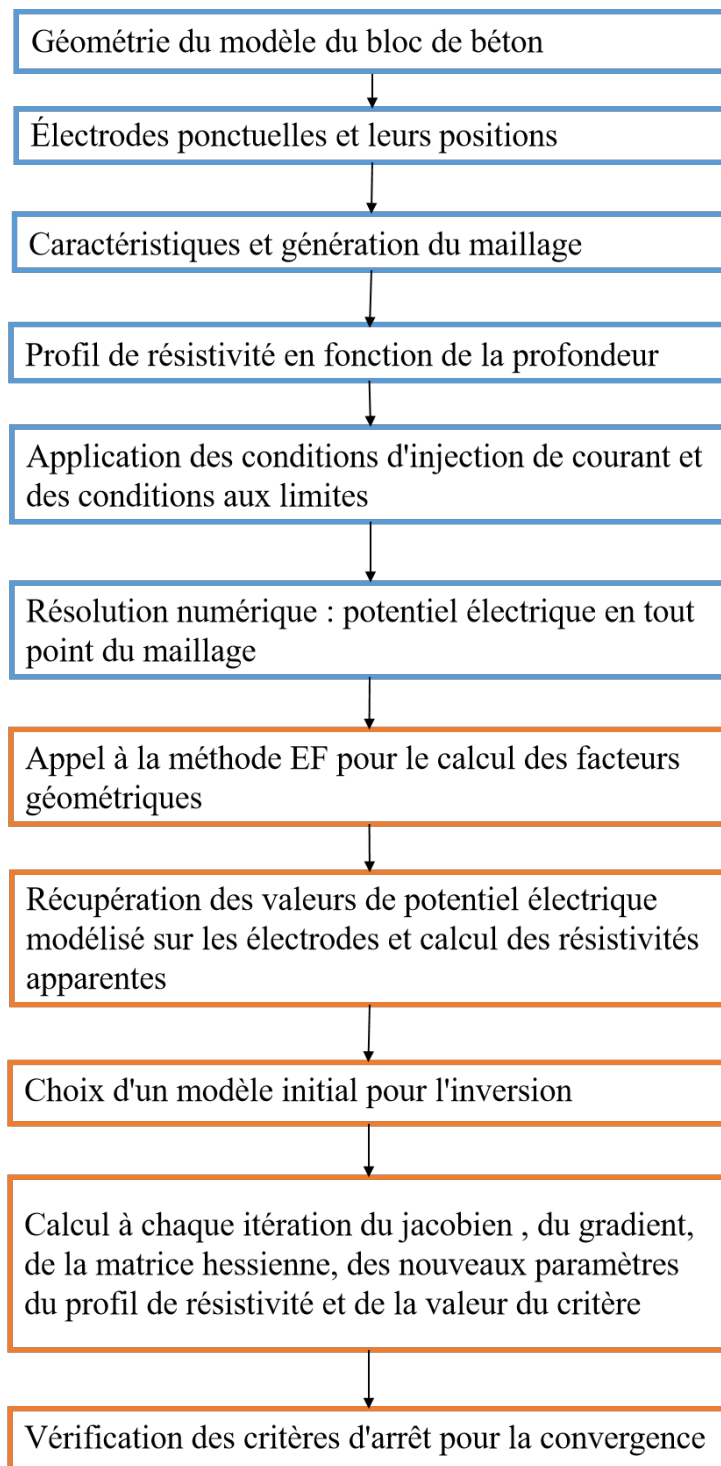 Géométrie du modèle du bloc de béton
Électrodes ponctuelles et leurs positions
Caractéristiques et génération du maillage
Profil de résistivité en fonction de la profondeur
Application des conditions d'injection de courant et
des conditions aux limites
Résolution numérique : potentiel électrique en tout
point du maillage
Appel à la méthode EF pour le calcul des facteurs
géométriques
Récupération des valeurs de potentiel électrique
modélisé sur les électrodes et calcul des résistivités
apparentes
Choix d'un modèle initial pour l'inversion
Calcul à chaque itération du jacobien , du gradient,
de la matrice hessienne, des nouveaux paramètres
du profil de résistivité et de la valeur du critère
Vérification des critères d'arrêt pour la convergence